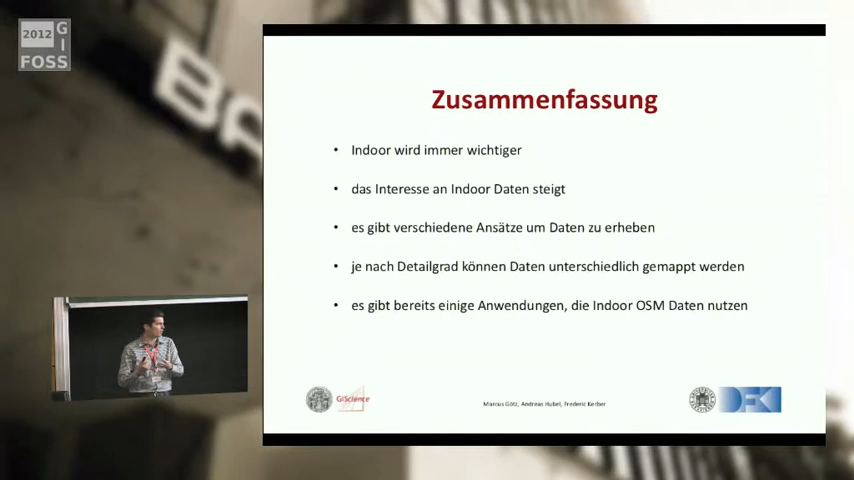 2012
GI
FOSS
BA
Zusammenfassung
• Indoor wird immer wichtiger
• das Interesse an Indoor Daten steigt
• es gibt verschiedene Ansätze um Daten zu erheben
• je nach Detailgrad können Daten unterschiedlich gemappt werden
• es gibt bereits einige Anwendungen, die Indoor OSM Daten nutzen
GIScience
Marcus Götz, Andreas Hubel, Frederic Kerber
DFKI